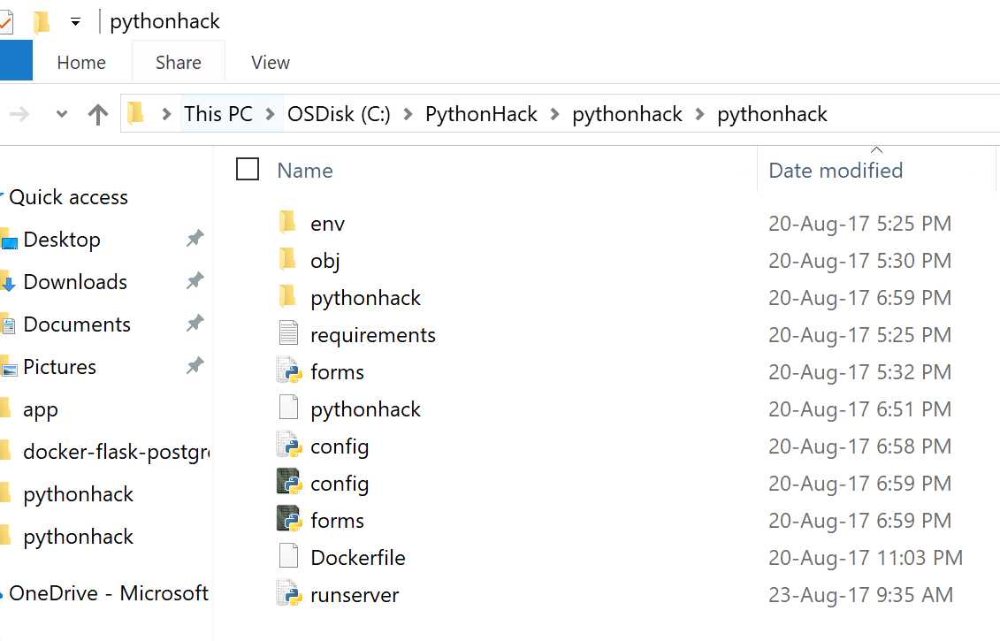 pythonhack
Home Share View
This PC OSDisk (C:) PythonHack pythonhack pythonhack
Name Date modified
Quick access
Desktop
Downloads
Documents
Pictures
app
docker-flask-postgr
pythonhack
pythonhack
OneDrive - Microsoft
env 20-Aug-17 5:25 PM
obj 20-Aug-17 5:30 PM
pythonhack 20-Aug-17 6:59 PM
requirements 20-Aug-17 5:25 PM
forms 20-Aug-17 5:32 PM
pythonhack 20-Aug-17 6:51 PM
config 20-Aug-17 6:58 PM
config 20-Aug-17 6:59 PM
forms 20-Aug-17 6:59 PM
Dockerfile 20-Aug-17 11:03 PM
runserver 23-Aug-17 9:35 AM